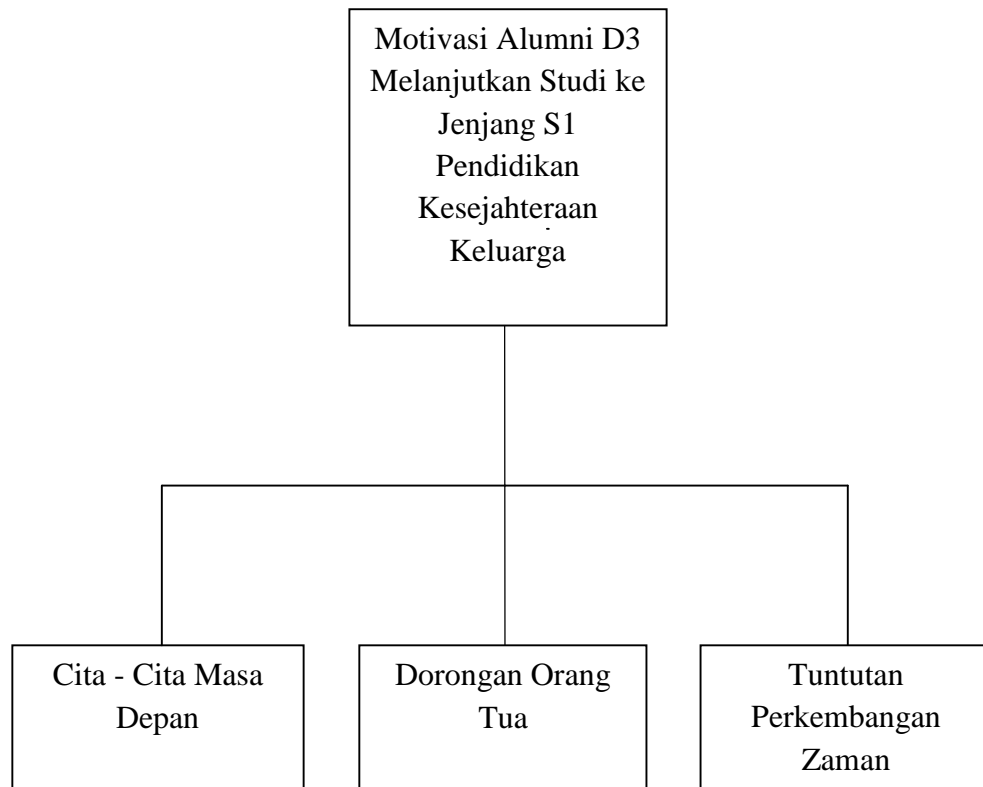 Motivasi Alumni D3
Melanjutkan Studi ke
Jenjang S1
Pendidikan
Kesejahteraan
Keluarga
Cita - Cita Masa
Depan
Dorongan Orang
Tua
Tuntutan
Perkembangan
Zaman